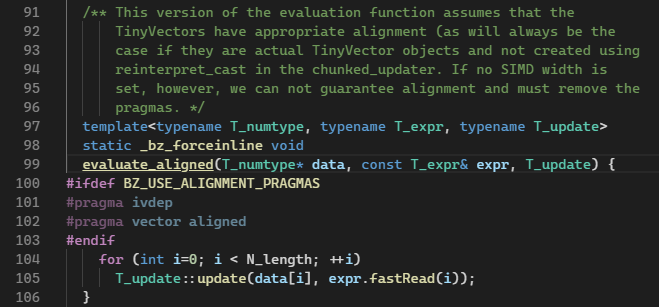 91 /** This version of the evaluation function assumes that the
92 TinyVectors have appropriate alignment (as will always be the
93 case if they are actual TinyVector objects and not created using
94 reinterpret_cast in the chunked_updater. If no SIMD width is
95 set, however, we can not guarantee alignment and must remove the
96 pragmas. */
97 template<typename T_numtype, typename T_expr, typename T_update>
98 static _bz_forceinline void
99 evaluate_aligned(T_numtype* data, const T_expr& expr, T_update) {
100 #ifdef BZ_USE_ALIGNMENT_PRAGMAS
101 #pragma ivdep
102 #pragma vector aligned
103 #endif
104 for (int i=0; i < N_length; ++i)
105 T_update::update(data[i], expr.fastRead(i));
106 }